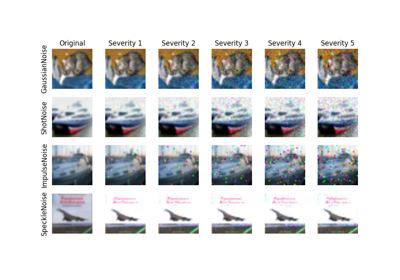 Original Severity 1 Severity 2 Severity 3 Severity 4 Severity 5
GaussianNoise
ShotNoise
ImpulseNoise
SpeckleNoise